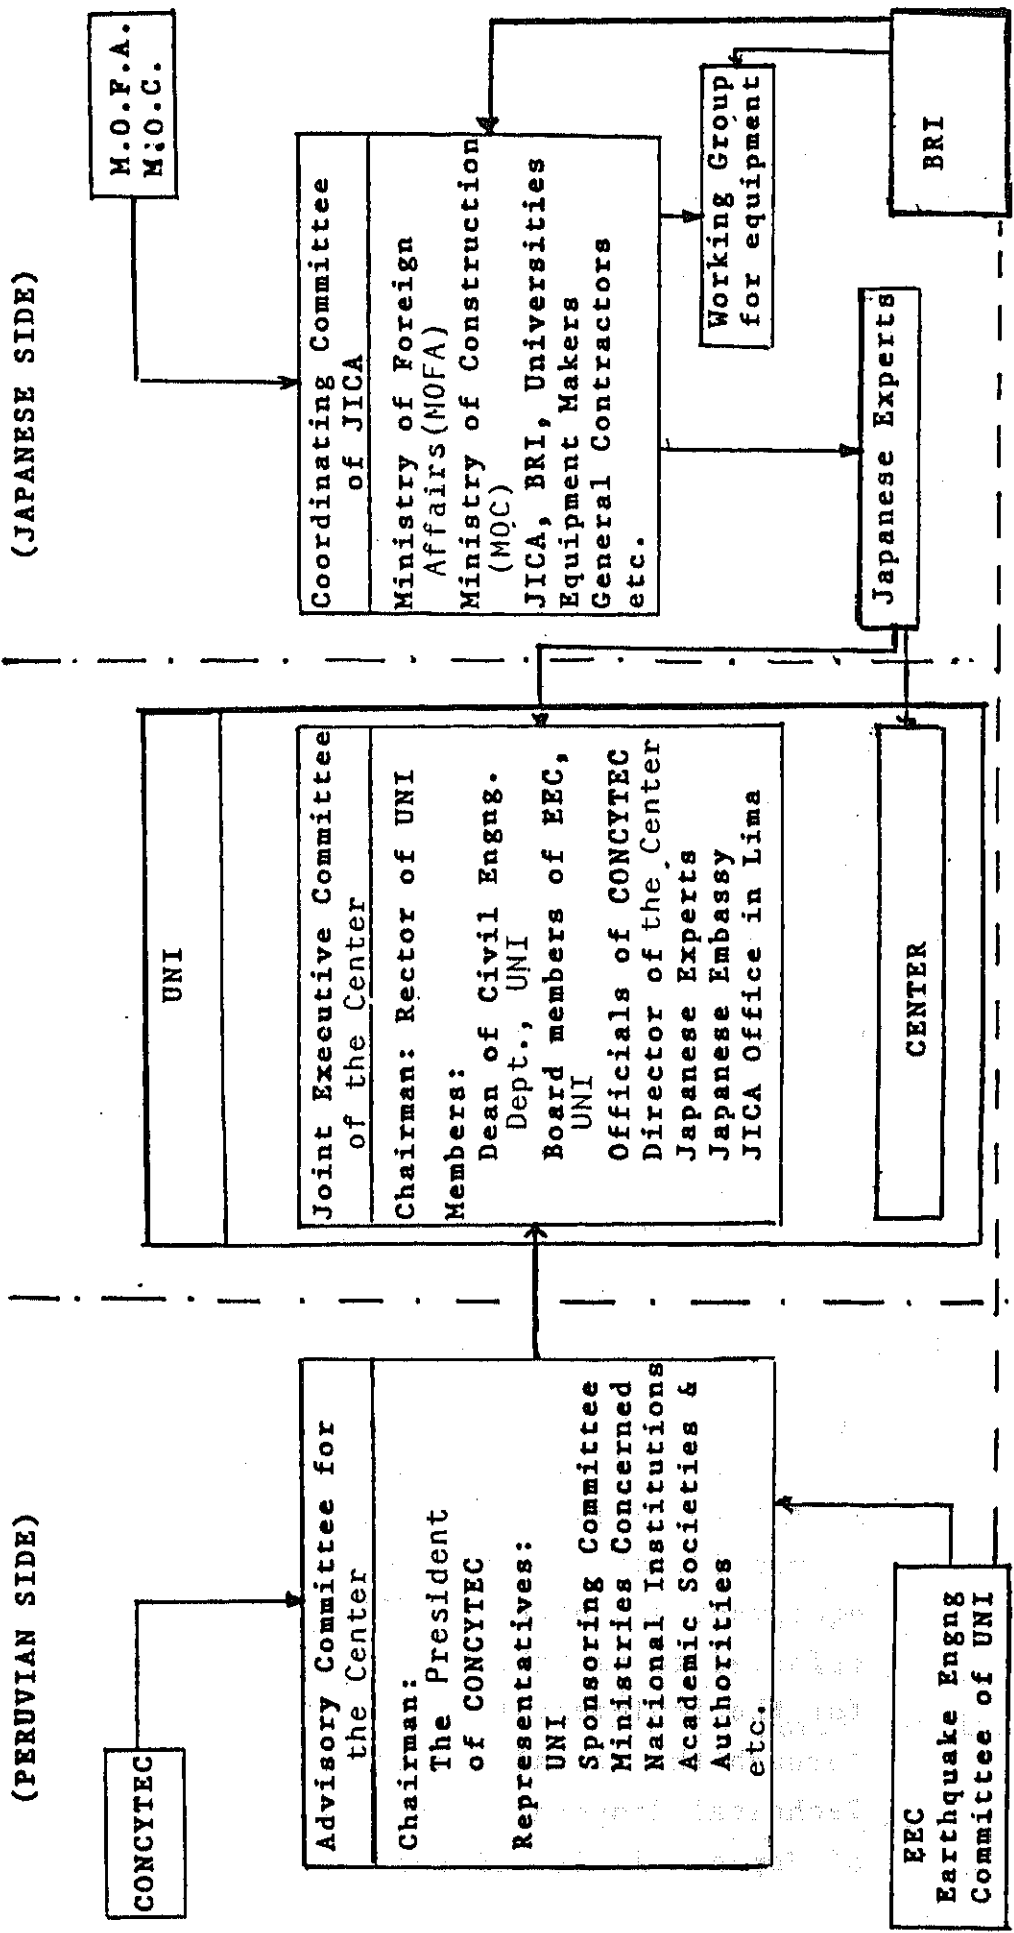 (PERUVIAN SIDE)
(JAPANESE SIDE)
CONCYTEC
Advisory Committee for
the Center
Chairman:
The President
of CONCYTEC
Representatives:
UNI
Sponsoring Committee
Ministries Concerned
National Institutions
Academic Societies &
Authorities
etc.
EEC
Earthquake Engng
Committee of UNI
UNI
Joint Executive Committee
of the Center
Chairman: Rector of UNI
Members:
Dean of Civil Engng.
Dept., UNI
Board members of EEC,
UNI
Officials of CONCYTEC
Director of the Center
Japanese Experts
Japanese Embassy
JICA Office in Lima
CENTER
M.O.F.A.
M.O.C.
Coordinating Committee
of JICA
Ministry of Foreign
Affairs(MOFA)
Ministry of Construction
(MOC)
JICA, BRI, Universities
Equipment Makers
General Contractors
etc.
Working Group
for equipment
Japanese Experts
BRI